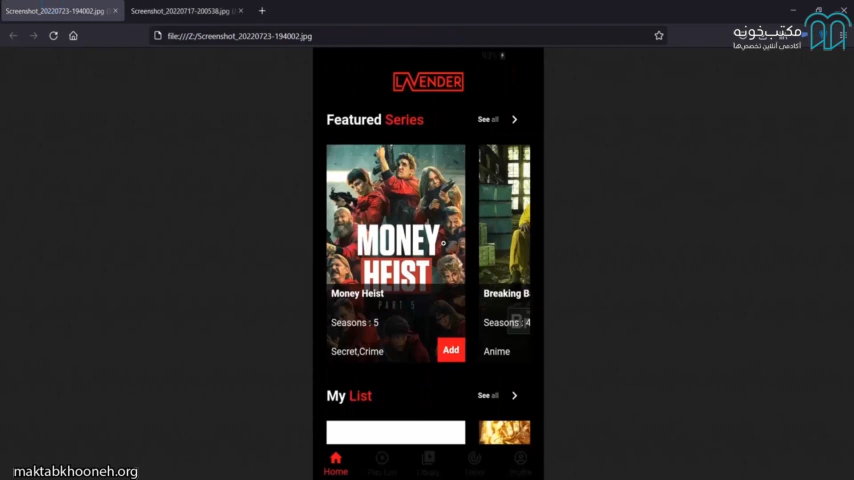 Screenshot_20220723-194002.jpg
Screenshot_20220717-200538.jpg
file:///Z:/Screenshot_20220723-194002.jpg
مکتب‌خونه
آکادمی آنلاین تخصص‌ها
LAVENDER
Featured Series
See all
MONEY
HEIST
PART 5
Money Heist
Seasons : 5
Secret,Crime
Add
Breaking B
Seasons : 4
Anime
My List
See all
Home
maktabkhooneh.org